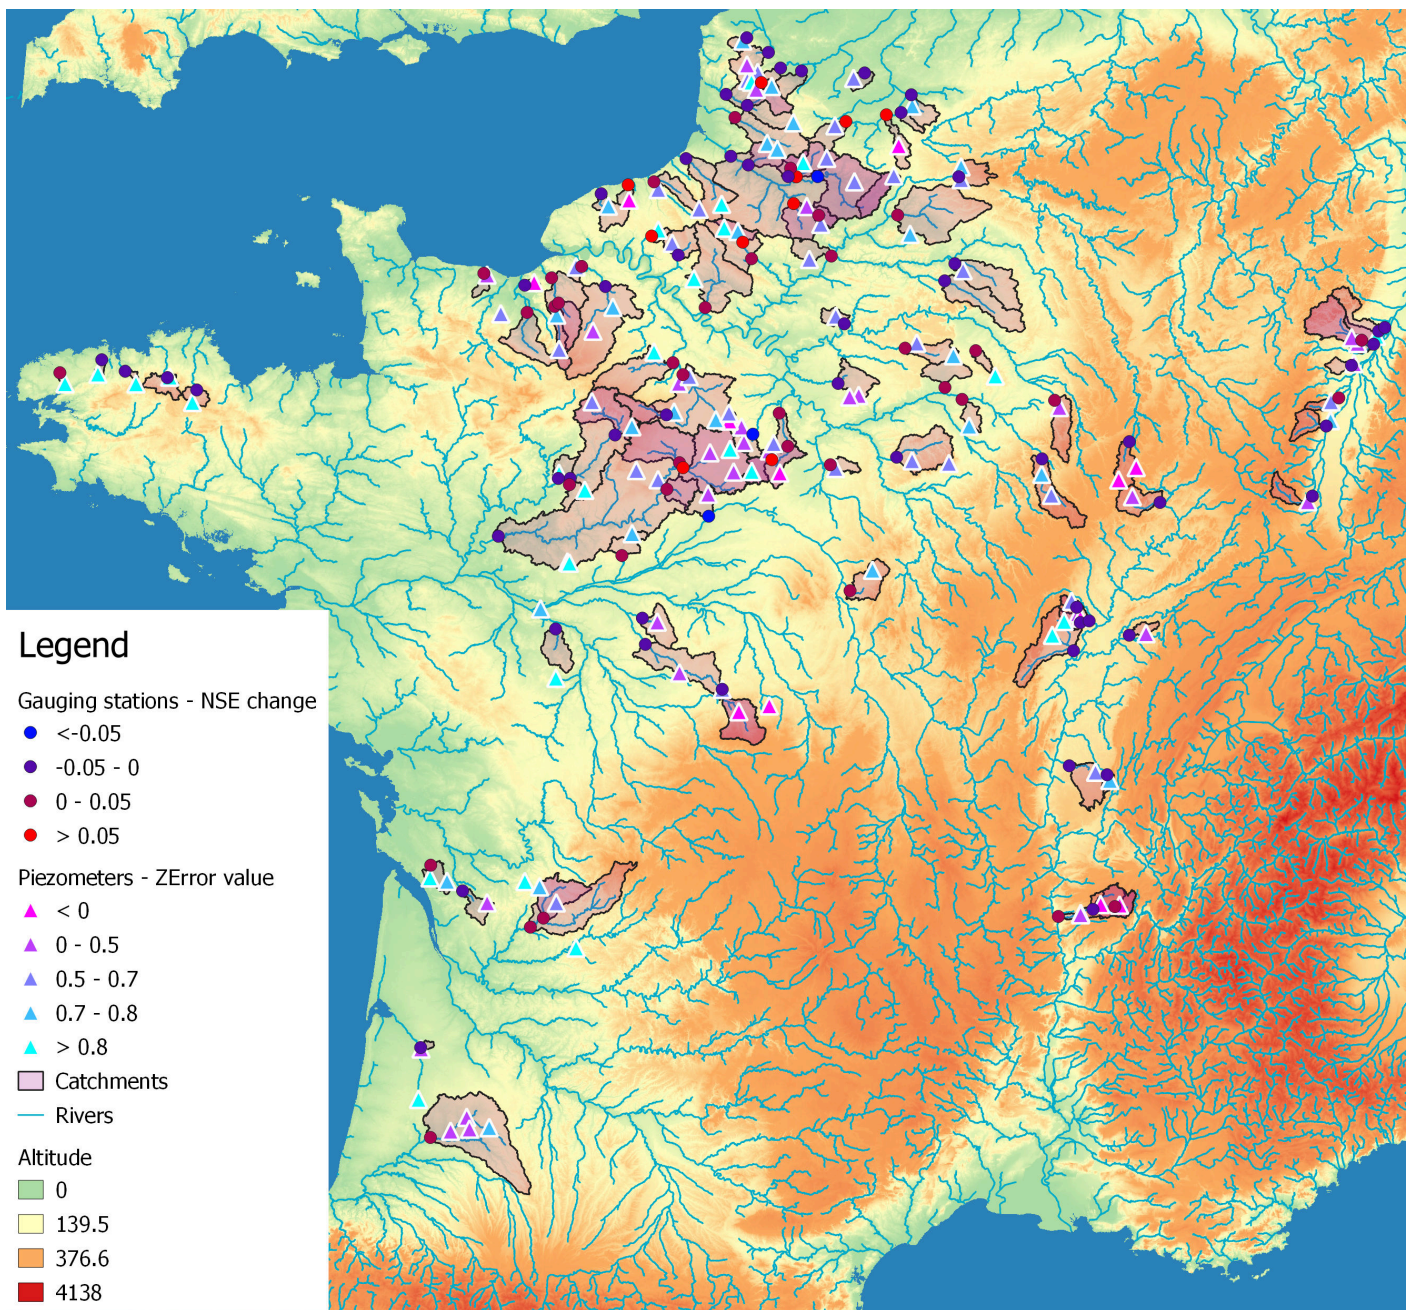 Legend
Gauging stations - NSE change
<-0.05
-0.05 - 0
0 - 0.05
> 0.05
Piezometers - ZError value
< 0
0 - 0.5
0.5 - 0.7
0.7 - 0.8
> 0.8
Catchments
Rivers
Altitude
0
139.5
376.6
4138